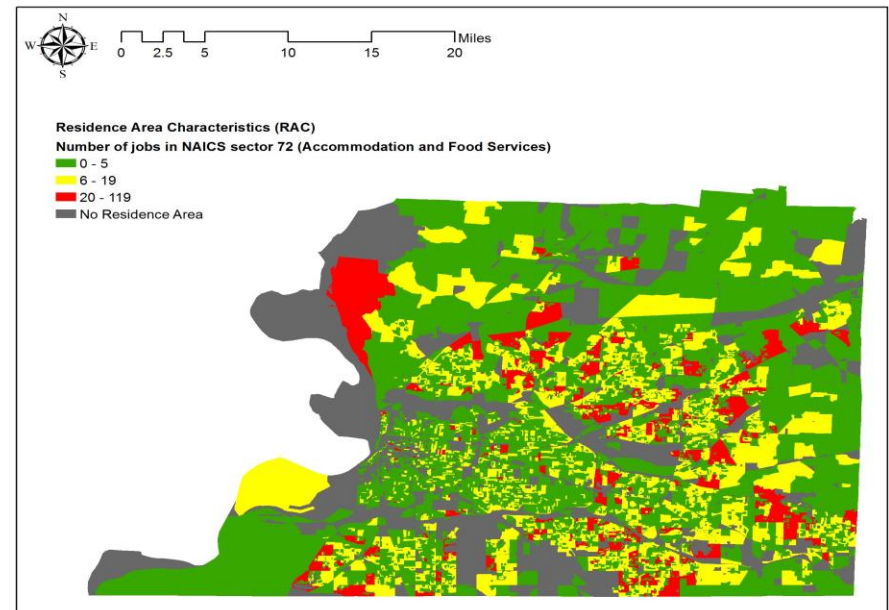 N
W E
S
0 2.5 5 10 15 20 Miles
Residence Area Characteristics (RAC)
Number of jobs in NAICS sector 72 (Accommodation and Food Services)
0 - 5
6 - 19
20 - 119
No Residence Area